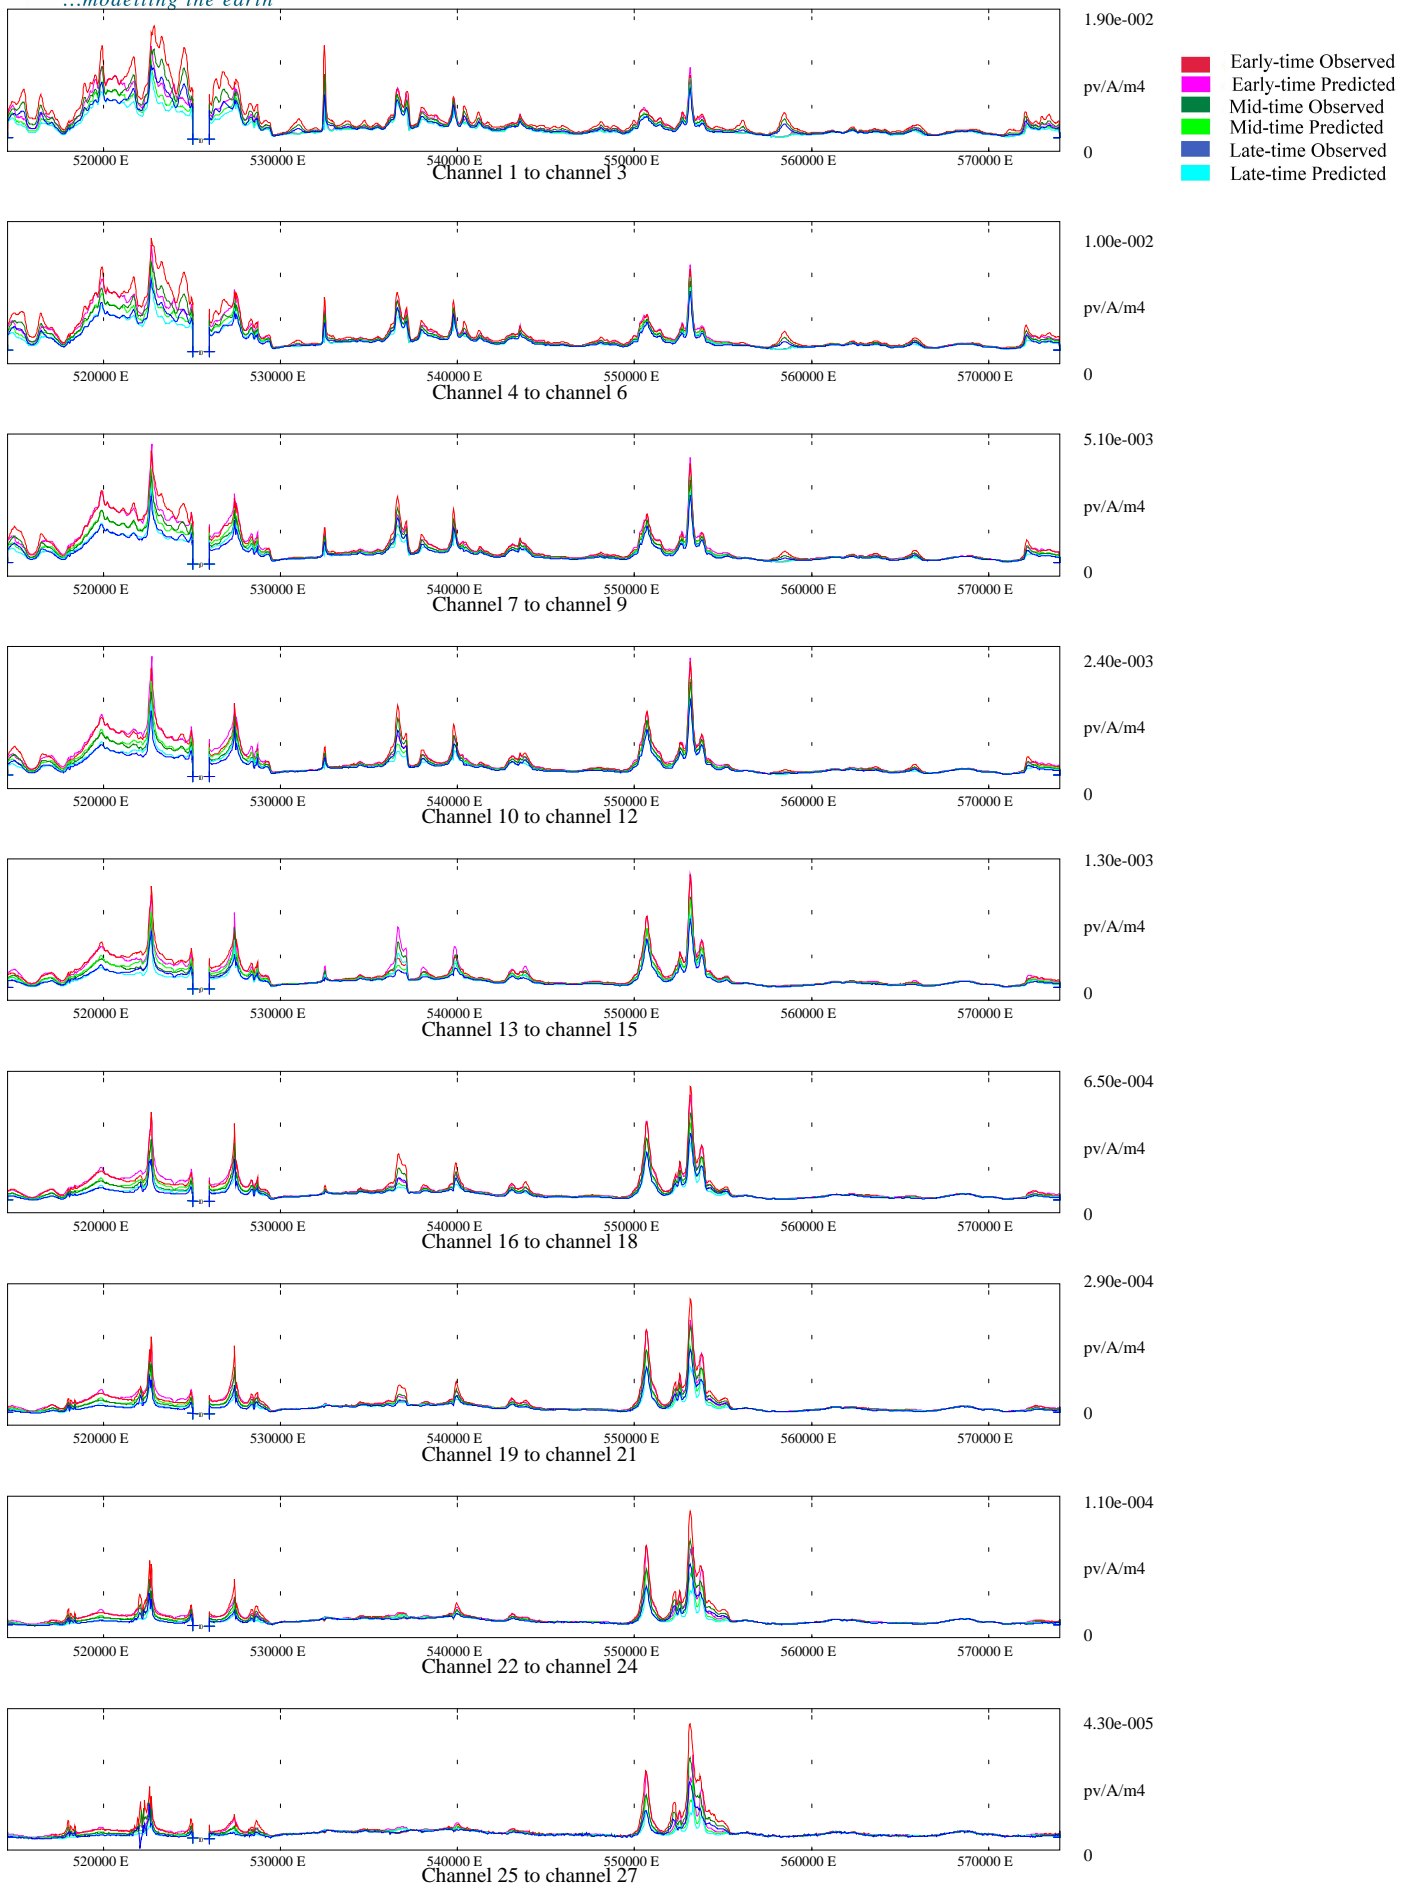 ...modelling the earth
1.90e-002
pv/A/m4
0
Early-time Observed
Early-time Predicted
Mid-time Observed
Mid-time Predicted
Late-time Observed
Late-time Predicted
520000 E 530000 E 540000 E 550000 E 560000 E 570000 E
Channel 1 to channel 3
1.00e-002
pv/A/m4
0
520000 E 530000 E 540000 E 550000 E 560000 E 570000 E
Channel 4 to channel 6
5.10e-003
pv/A/m4
0
520000 E 530000 E 540000 E 550000 E 560000 E 570000 E
Channel 7 to channel 9
2.40e-003
pv/A/m4
0
520000 E 530000 E 540000 E 550000 E 560000 E 570000 E
Channel 10 to channel 12
1.30e-003
pv/A/m4
0
520000 E 530000 E 540000 E 550000 E 560000 E 570000 E
Channel 13 to channel 15
6.50e-004
pv/A/m4
0
520000 E 530000 E 540000 E 550000 E 560000 E 570000 E
Channel 16 to channel 18
2.90e-004
pv/A/m4
0
520000 E 530000 E 540000 E 550000 E 560000 E 570000 E
Channel 19 to channel 21
1.10e-004
pv/A/m4
0
520000 E 530000 E 540000 E 550000 E 560000 E 570000 E
Channel 22 to channel 24
4.30e-005
pv/A/m4
0
520000 E 530000 E 540000 E 550000 E 560000 E 570000 E
Channel 25 to channel 27